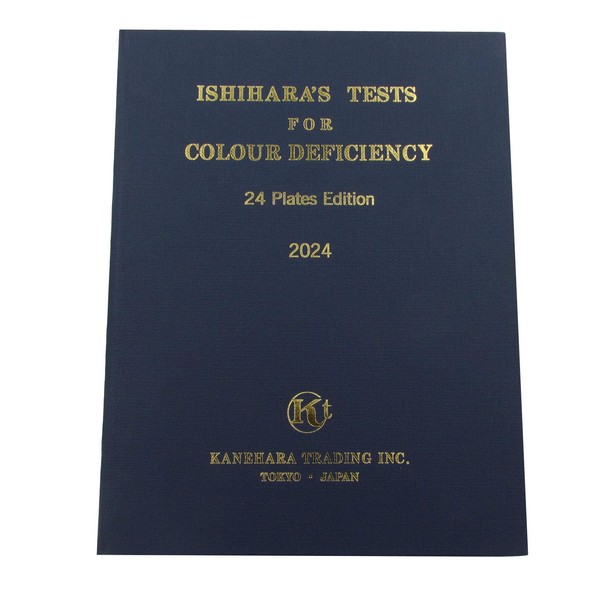 ISHIHARA'S TESTS
FOR
COLOUR DEFICIENCY
24 Plates Edition
2024
Kt
KANEHARA TRADING INC.
TOKYO · JAPAN